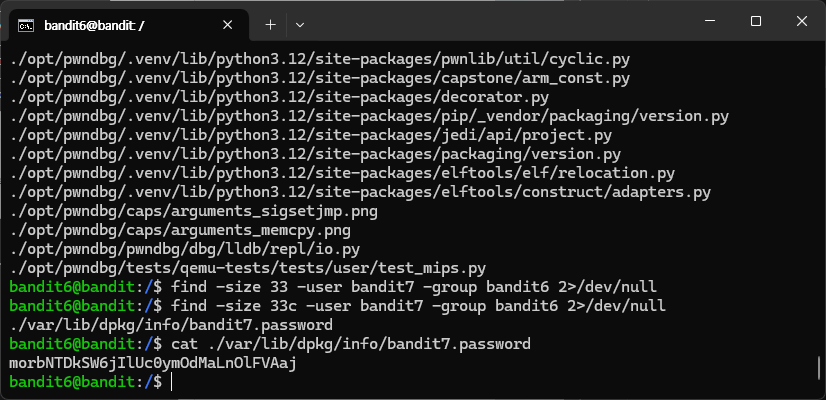 bandit6@bandit: /
./opt/pwndbg/.venv/lib/python3.12/site-packages/pwnlib/util/cyclic.py
./opt/pwndbg/.venv/lib/python3.12/site-packages/capstone/arm_const.py
./opt/pwndbg/.venv/lib/python3.12/site-packages/decorator.py
./opt/pwndbg/.venv/lib/python3.12/site-packages/pip/_vendor/packaging/version.py
./opt/pwndbg/.venv/lib/python3.12/site-packages/jedi/api/project.py
./opt/pwndbg/.venv/lib/python3.12/site-packages/packaging/version.py
./opt/pwndbg/.venv/lib/python3.12/site-packages/elftools/elf/relocation.py
./opt/pwndbg/.venv/lib/python3.12/site-packages/elftools/construct/adapters.py
./opt/pwndbg/caps/arguments_sigsetjmp.png
./opt/pwndbg/caps/arguments_memcpy.png
./opt/pwndbg/pwndbg/dbg/lldb/repl/io.py
./opt/pwndbg/tests/qemu-tests/tests/user/test_mips.py
bandit6@bandit:/$ find -size 33 -user bandit7 -group bandit6 2>/dev/null
bandit6@bandit:/$ find -size 33c -user bandit7 -group bandit6 2>/dev/null
./var/lib/dpkg/info/bandit7.password
bandit6@bandit:/$ cat ./var/lib/dpkg/info/bandit7.password
morbNTDkSW6jIlUc0ymOdMaLnOlFVAaj
bandit6@bandit:/$